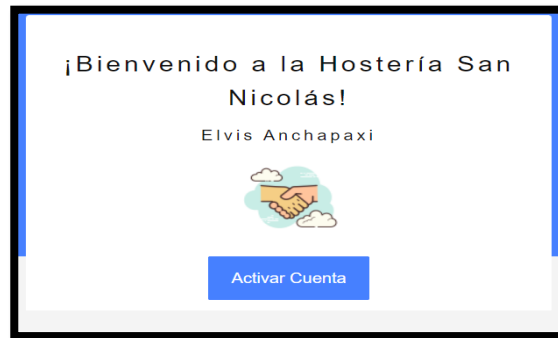 ¡Bienvenido a la Hostería San
Nicolás!
Elvis Anchapaxi
Activar Cuenta